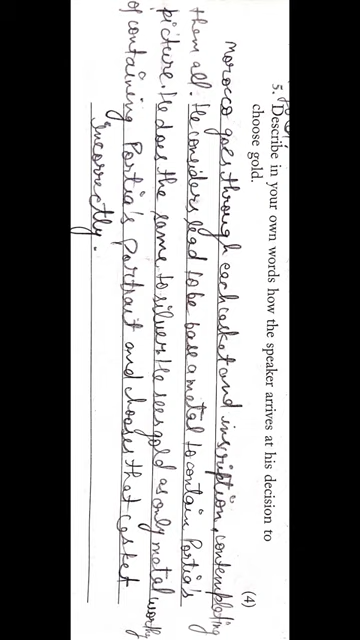 5. Describe in your own words how the speaker arrives at his decision to
choose gold. (4)
Morocco goes through each casket and inscription, contemplating
them all. He considers lead to be base a metal to contain Portia's
picture. He does the same to silver. He sees gold as only metal worthy
of containing Portia's portrait and chooses that casket
incorrectly.